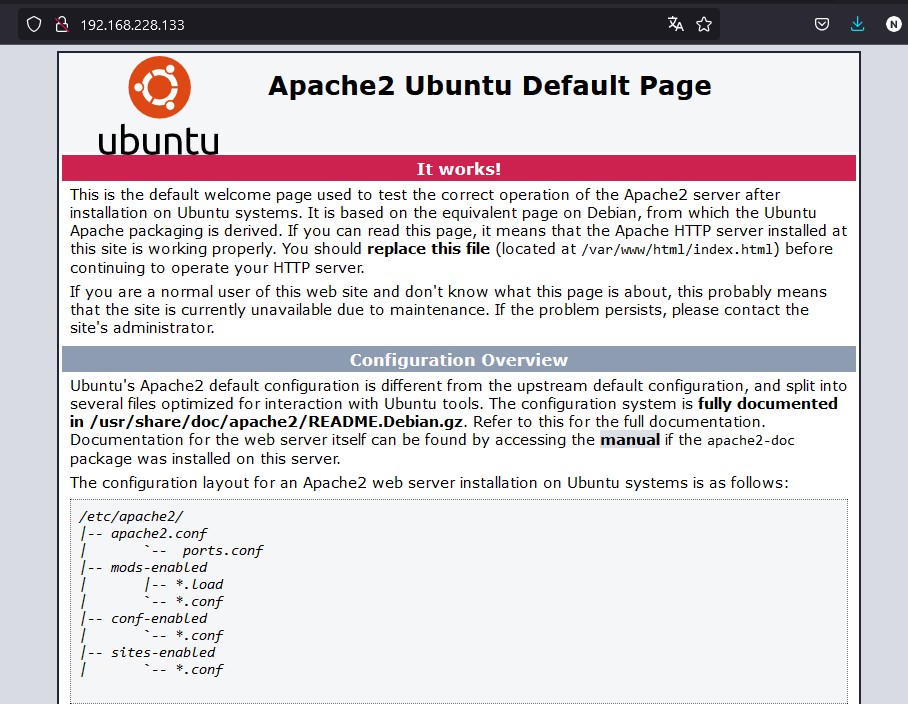 192.168.228.133
N
ubuntu
Apache2 Ubuntu Default Page
It works!
This is the default welcome page used to test the correct operation of the Apache2 server after
installation on Ubuntu systems. It is based on the equivalent page on Debian, from which the Ubuntu
Apache packaging is derived. If you can read this page, it means that the Apache HTTP server installed at
this site is working properly. You should replace this file (located at /var/www/html/index.html) before
continuing to operate your HTTP server.
If you are a normal user of this web site and don't know what this page is about, this probably means
that the site is currently unavailable due to maintenance. If the problem persists, please contact the
site's administrator.
Configuration Overview
Ubuntu's Apache2 default configuration is different from the upstream default configuration, and split into
several files optimized for interaction with Ubuntu tools. The configuration system is fully documented
in /usr/share/doc/apache2/README.Debian.gz. Refer to this for the full documentation.
Documentation for the web server itself can be found by accessing the manual if the apache2-doc
package was installed on this server.
The configuration layout for an Apache2 web server installation on Ubuntu systems is as follows:
/etc/apache2/
|-- apache2.conf
|       `--  ports.conf
|-- mods-enabled
|       |-- *.load
|       `-- *.conf
|-- conf-enabled
|       `-- *.conf
|-- sites-enabled
|       `-- *.conf